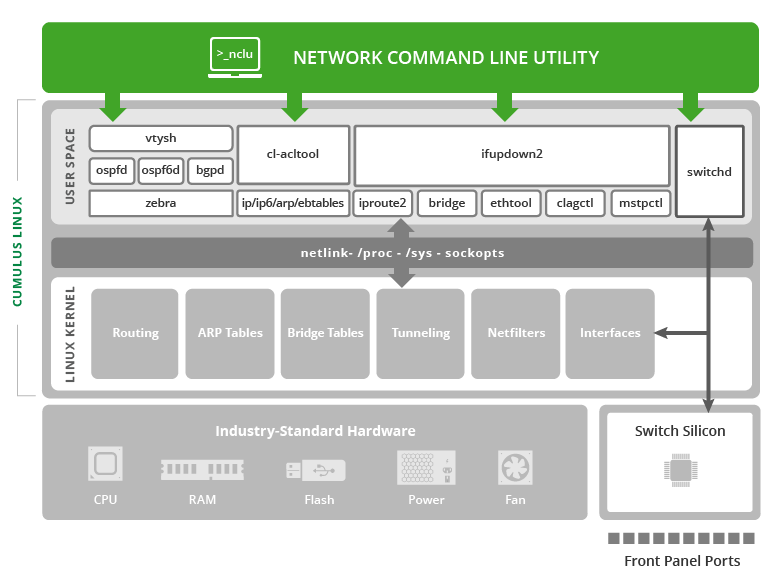 >_nclu
NETWORK COMMAND LINE UTILITY
CUMULUS LINUX
USER SPACE
vtysh
ospfd
ospf6d
bgpd
zebra
cl-acltool
ip/ip6/arp/ebtables
ifupdown2
iproute2
bridge
ethtool
clagctl
mstpctl
switchd
netlink- /proc - /sys - sockopts
LINUX KERNEL
Routing
ARP Tables
Bridge Tables
Tunneling
Netfilters
Interfaces
Industry-Standard Hardware
CPU
RAM
Flash
Power
Fan
Switch Silicon
Front Panel Ports